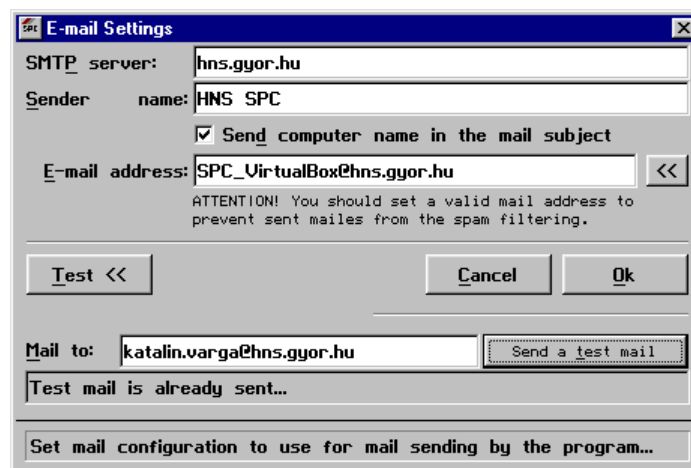 SPC E-mail Settings
SMTP server: hns.gyor.hu
Sender name: HNS SPC
Send computer name in the mail subject
E-mail address: SPC_VirtualBox@hns.gyor.hu <<
ATTENTION! You should set a valid mail address to
prevent sent mailes from the spam filtering.
Test << Cancel Ok
Mail to: katalin.varga@hns.gyor.hu Send a test mail
Test mail is already sent...
Set mail configuration to use for mail sending by the program...